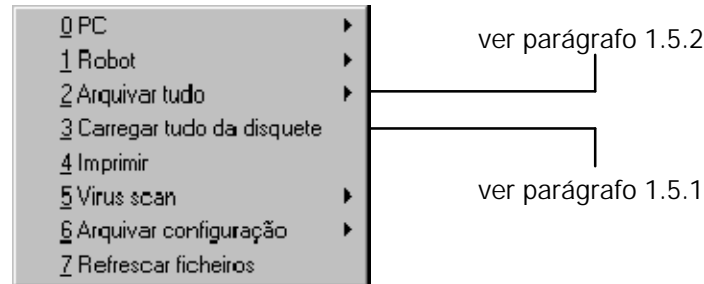 0 PC
1 Robot
2 Arquivar tudo
3 Carregar tudo da disquete
4 Imprimir
5 Virus scan
6 Arquivar configuração
7 Refrescar ficheiros
ver parágrafo 1.5.2
ver parágrafo 1.5.1